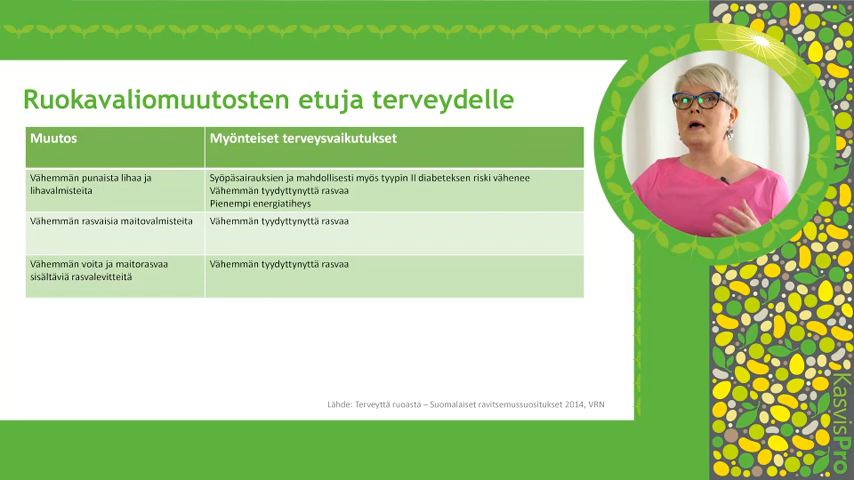 Ruokavaliomuutosten etuja terveydelle
Muutos
Myönteiset terveysvaikutukset
Vähemmän punaista lihaa ja
lihavalmisteita
Syöpäsairauksien ja mahdollisesti myös tyypin II diabeteksen riski vähenee
Vähemmän tyydyttynyttä rasvaa
Pienempi energiatiheys
Vähemmän rasvaisia maitovalmisteita
Vähemmän tyydyttynyttä rasvaa
Vähemmän voita ja maitorasvaa
sisältäviä rasvalevitteitä
Vähemmän tyydyttynyttä rasvaa
Lähde: Terveyttä ruoasta – Suomalaiset ravitsemussuositukset 2014, VRN
KasvisPro